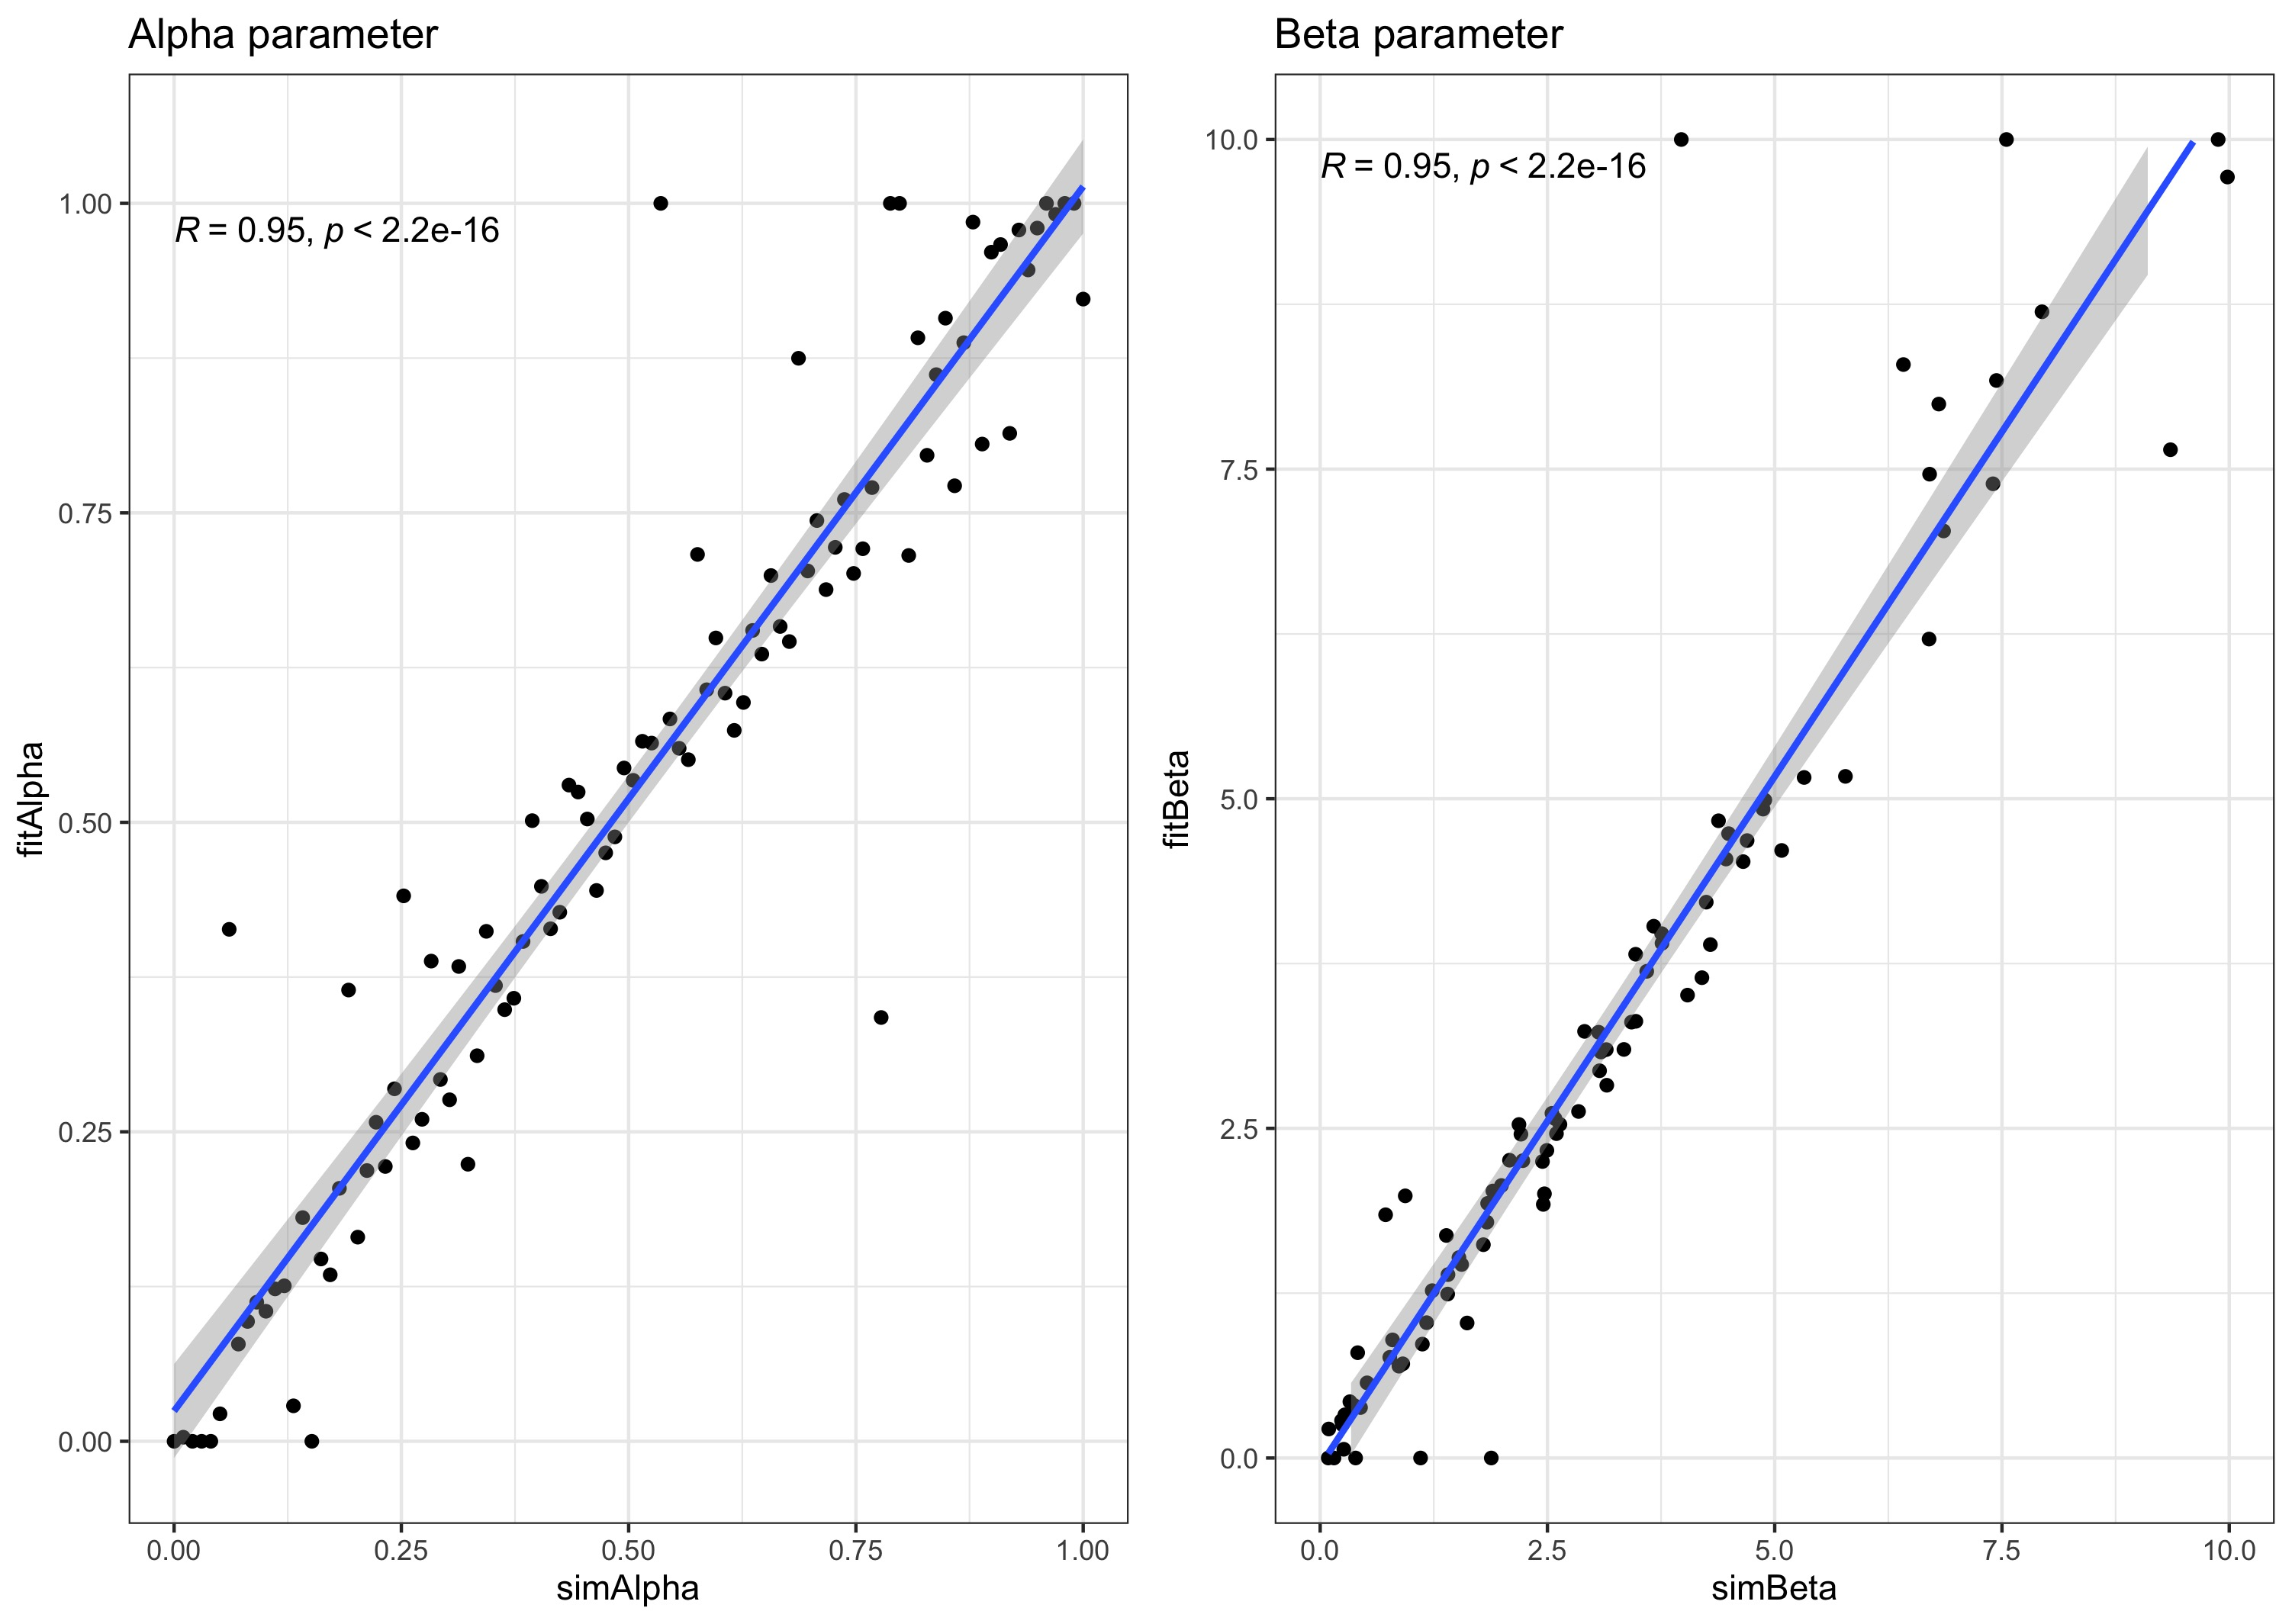 Alpha parameter
R = 0.95, p < 2.2e-16
1.00
0.75
0.50
0.25
0.00
fitAlpha
0.00 0.25 0.50 0.75 1.00
simAlpha
Beta parameter
R = 0.95, p < 2.2e-16
10.0
7.5
5.0
2.5
0.0
fitBeta
0.0 2.5 5.0 7.5 10.0
simBeta